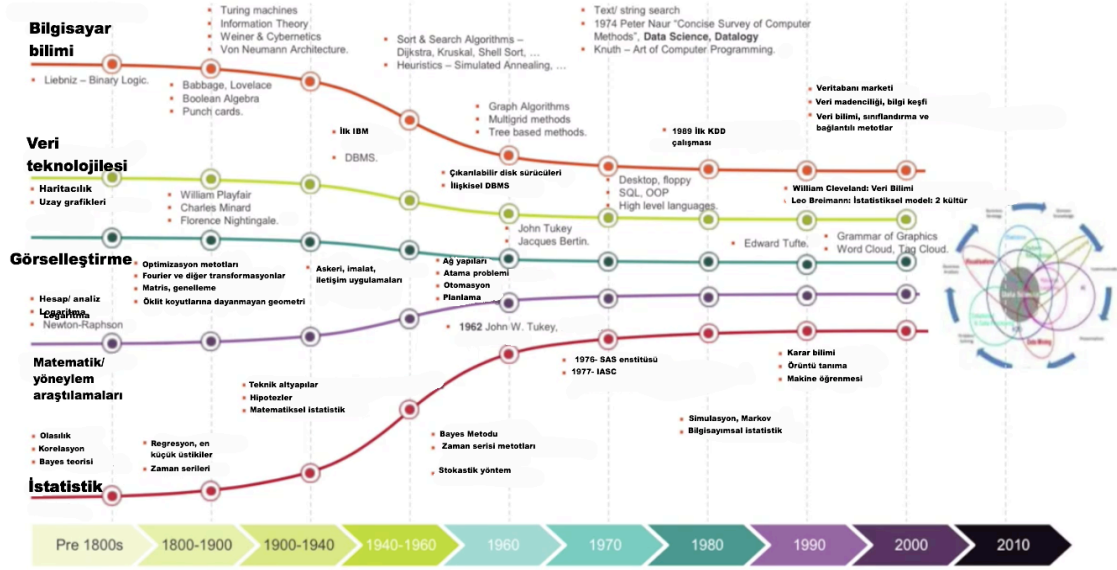 Bilgisayar
bilimi
Turing machines
Information Theory
Weiner & Cybernetics
Von Neumann Architecture.
Sort & Search Algorithms –
Dijkstra, Kruskal, Shell Sort, …
Heuristics – Simulated Annealing, …
Text/ string search
1974 Peter Naur “Concise Survey of Computer
Methods”, Data Science, Datalogy
Knuth – Art of Computer Programming.
Liebniz – Binary Logic.
Babbage, Lovelace
Boolean Algebra
Punch cards.
Graph Algorithms
Multigrid methods
Tree based methods.
Veritabanı marketi
Veri madenciliği, bilgi keşfi
Veri bilimi, sınıflandırma ve
bağlantılı metotlar
Veri
teknolojilesi
İlk IBM
DBMS.
1989 İlk KDD
çalışması
Haritacılık
Uzay grafikleri
William Playfair
Charles Minard
Florence Nightingale.
Çıkarılabilir disk sürücüleri
İlişkisel DBMS
Desktop, floppy
SQL, OOP
High level languages.
William Cleveland: Veri Bilimi
Leo Breimann: İstatistiksel model: 2 kültür
John Tukey
Jacques Bertin.
Edward Tufte.
Grammar of Graphics
Word Cloud, Tag Cloud.
Görselleştirme
Optimizasyon metotları
Fourier ve diğer transformasyonlar
Matris, genelleme
Öklit koyutlarına dayanmayan geometri
Askeri, imalat,
iletişim uygulamaları
Ağ yapıları
Atama problemi
Otomasyon
Planlama
Hesap/ analiz
Logaritma
Logaritma
Newton-Raphson
1962 John W. Tukey,
Matematik/
yöneylem
araştılamaları
1976- SAS enstitüsü
1977- IASC
Karar bilimi
Örüntü tanıma
Makine öğrenmesi
Teknik altyapılar
Hipotezler
Matematiksel istatistik
Simulasyon, Markov
Bilgisayımsal istatistik
Olasılık
Korelasyon
Bayes teorisi
Regresyon, en
küçük üstikiler
Zaman serileri
Bayes Metodu
Zaman serisi metotları
Stokastik yöntem
İstatistik
Data Science
Data Mining
Pre 1800s
1800-1900
1900-1940
1940-1960
1960
1970
1980
1990
2000
2010